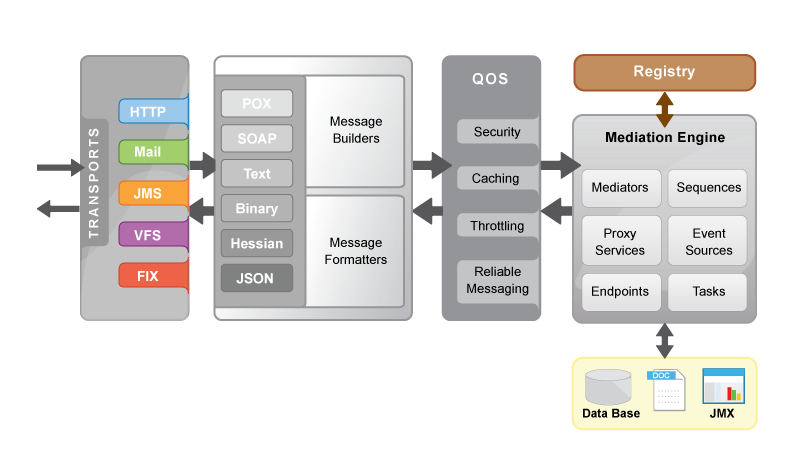 TRANSPORTS
HTTP
Mail
JMS
VFS
FIX
POX
SOAP
Text
Binary
Hessian
JSON
Message
Builders
Message
Formatters
QOS
Security
Caching
Throttling
Reliable
Messaging
Registry
Mediation Engine
Mediators
Sequences
Proxy
Services
Event
Sources
Endpoints
Tasks
Data Base
DOC
JMX